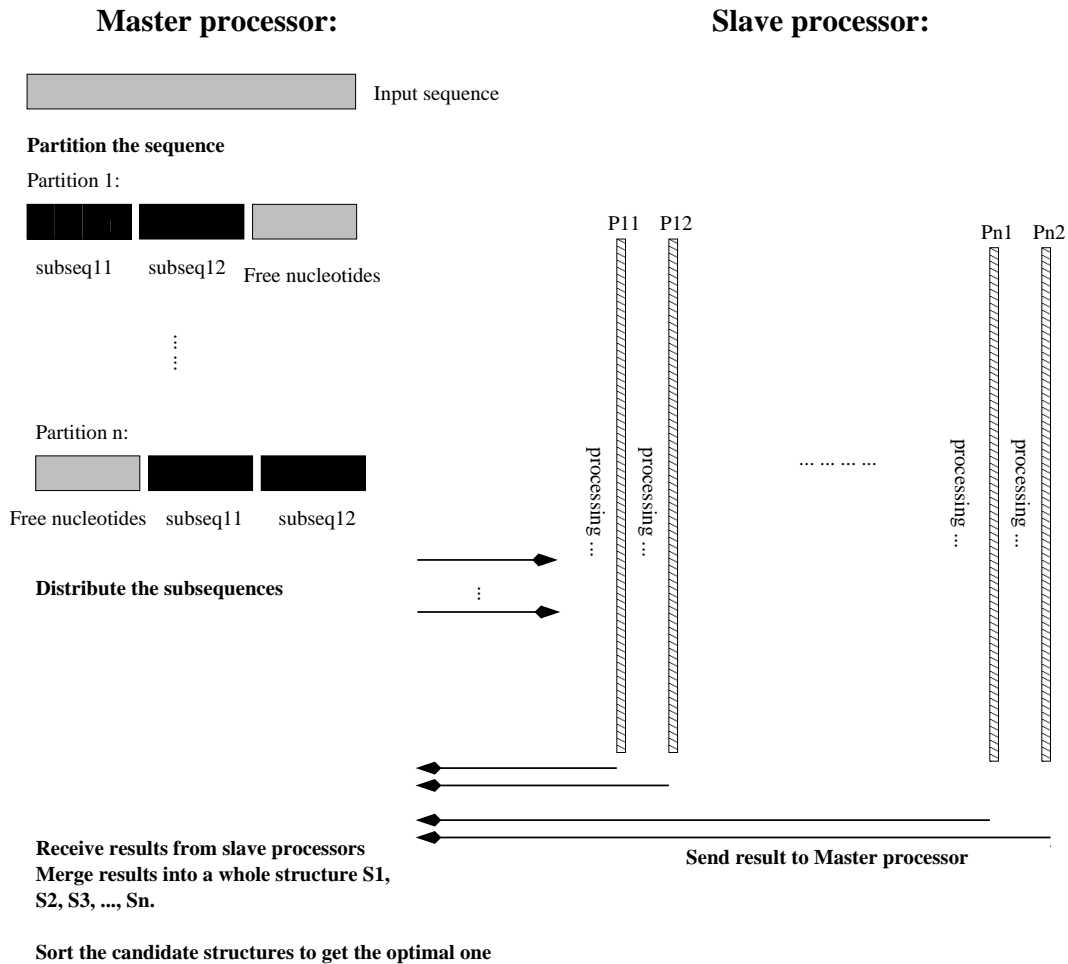 Master processor:
Slave processor:
Input sequence
Partition the sequence
Partition 1:
subseq11
subseq12
Free nucleotides
P11
P12
Pn1
Pn2
...
...
Partition n:
Free nucleotides
subseq11
subseq12
processing ...
processing ...
... ... ... ...
processing ...
processing ...
Distribute the subsequences
...
Send result to Master processor
Receive results from slave processors
Merge results into a whole structure S1,
S2, S3, ..., Sn.
Sort the candidate structures to get the optimal one